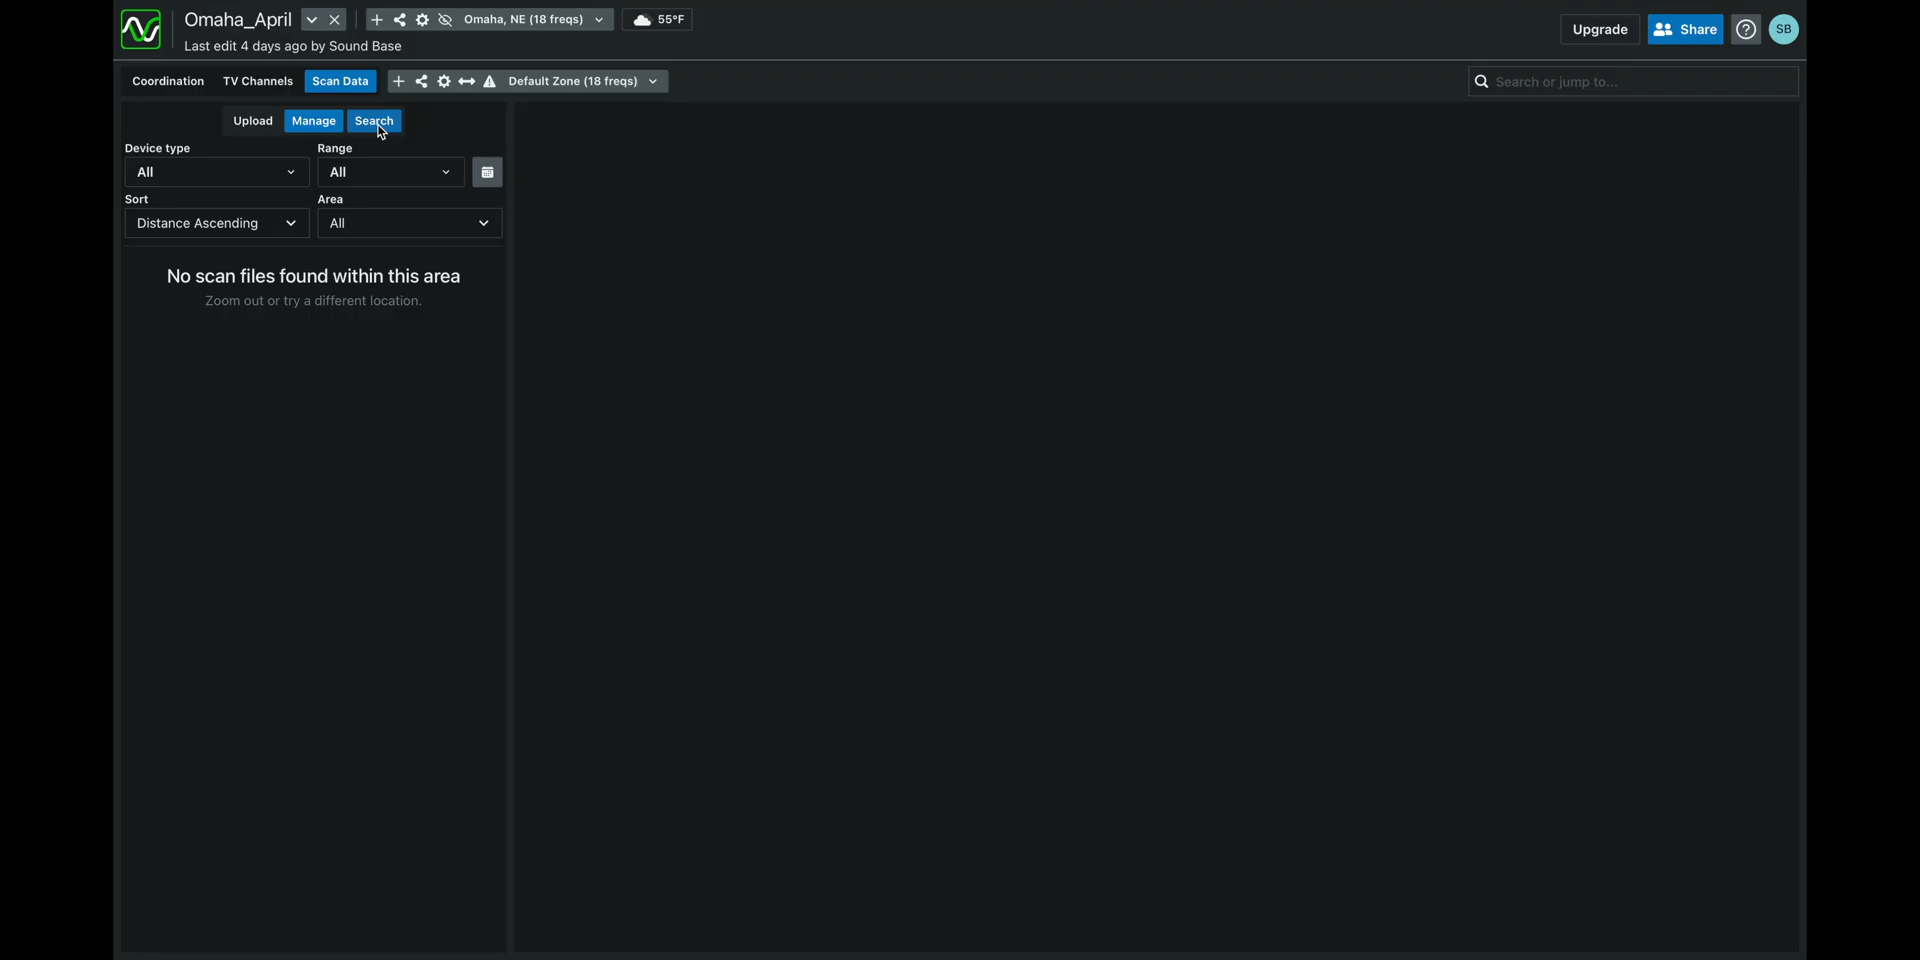 Omaha_April
Omaha, NE (18 freqs)
55°F
Last edit 4 days ago by Sound Base
Upgrade
Share
SB
Coordination
TV Channels
Scan Data
Default Zone (18 freqs)
Search or jump to...
Upload
Manage
Search
Device type
Range
All
All
Sort
Area
Distance Ascending
All
No scan files found within this area
Zoom out or try a different location.